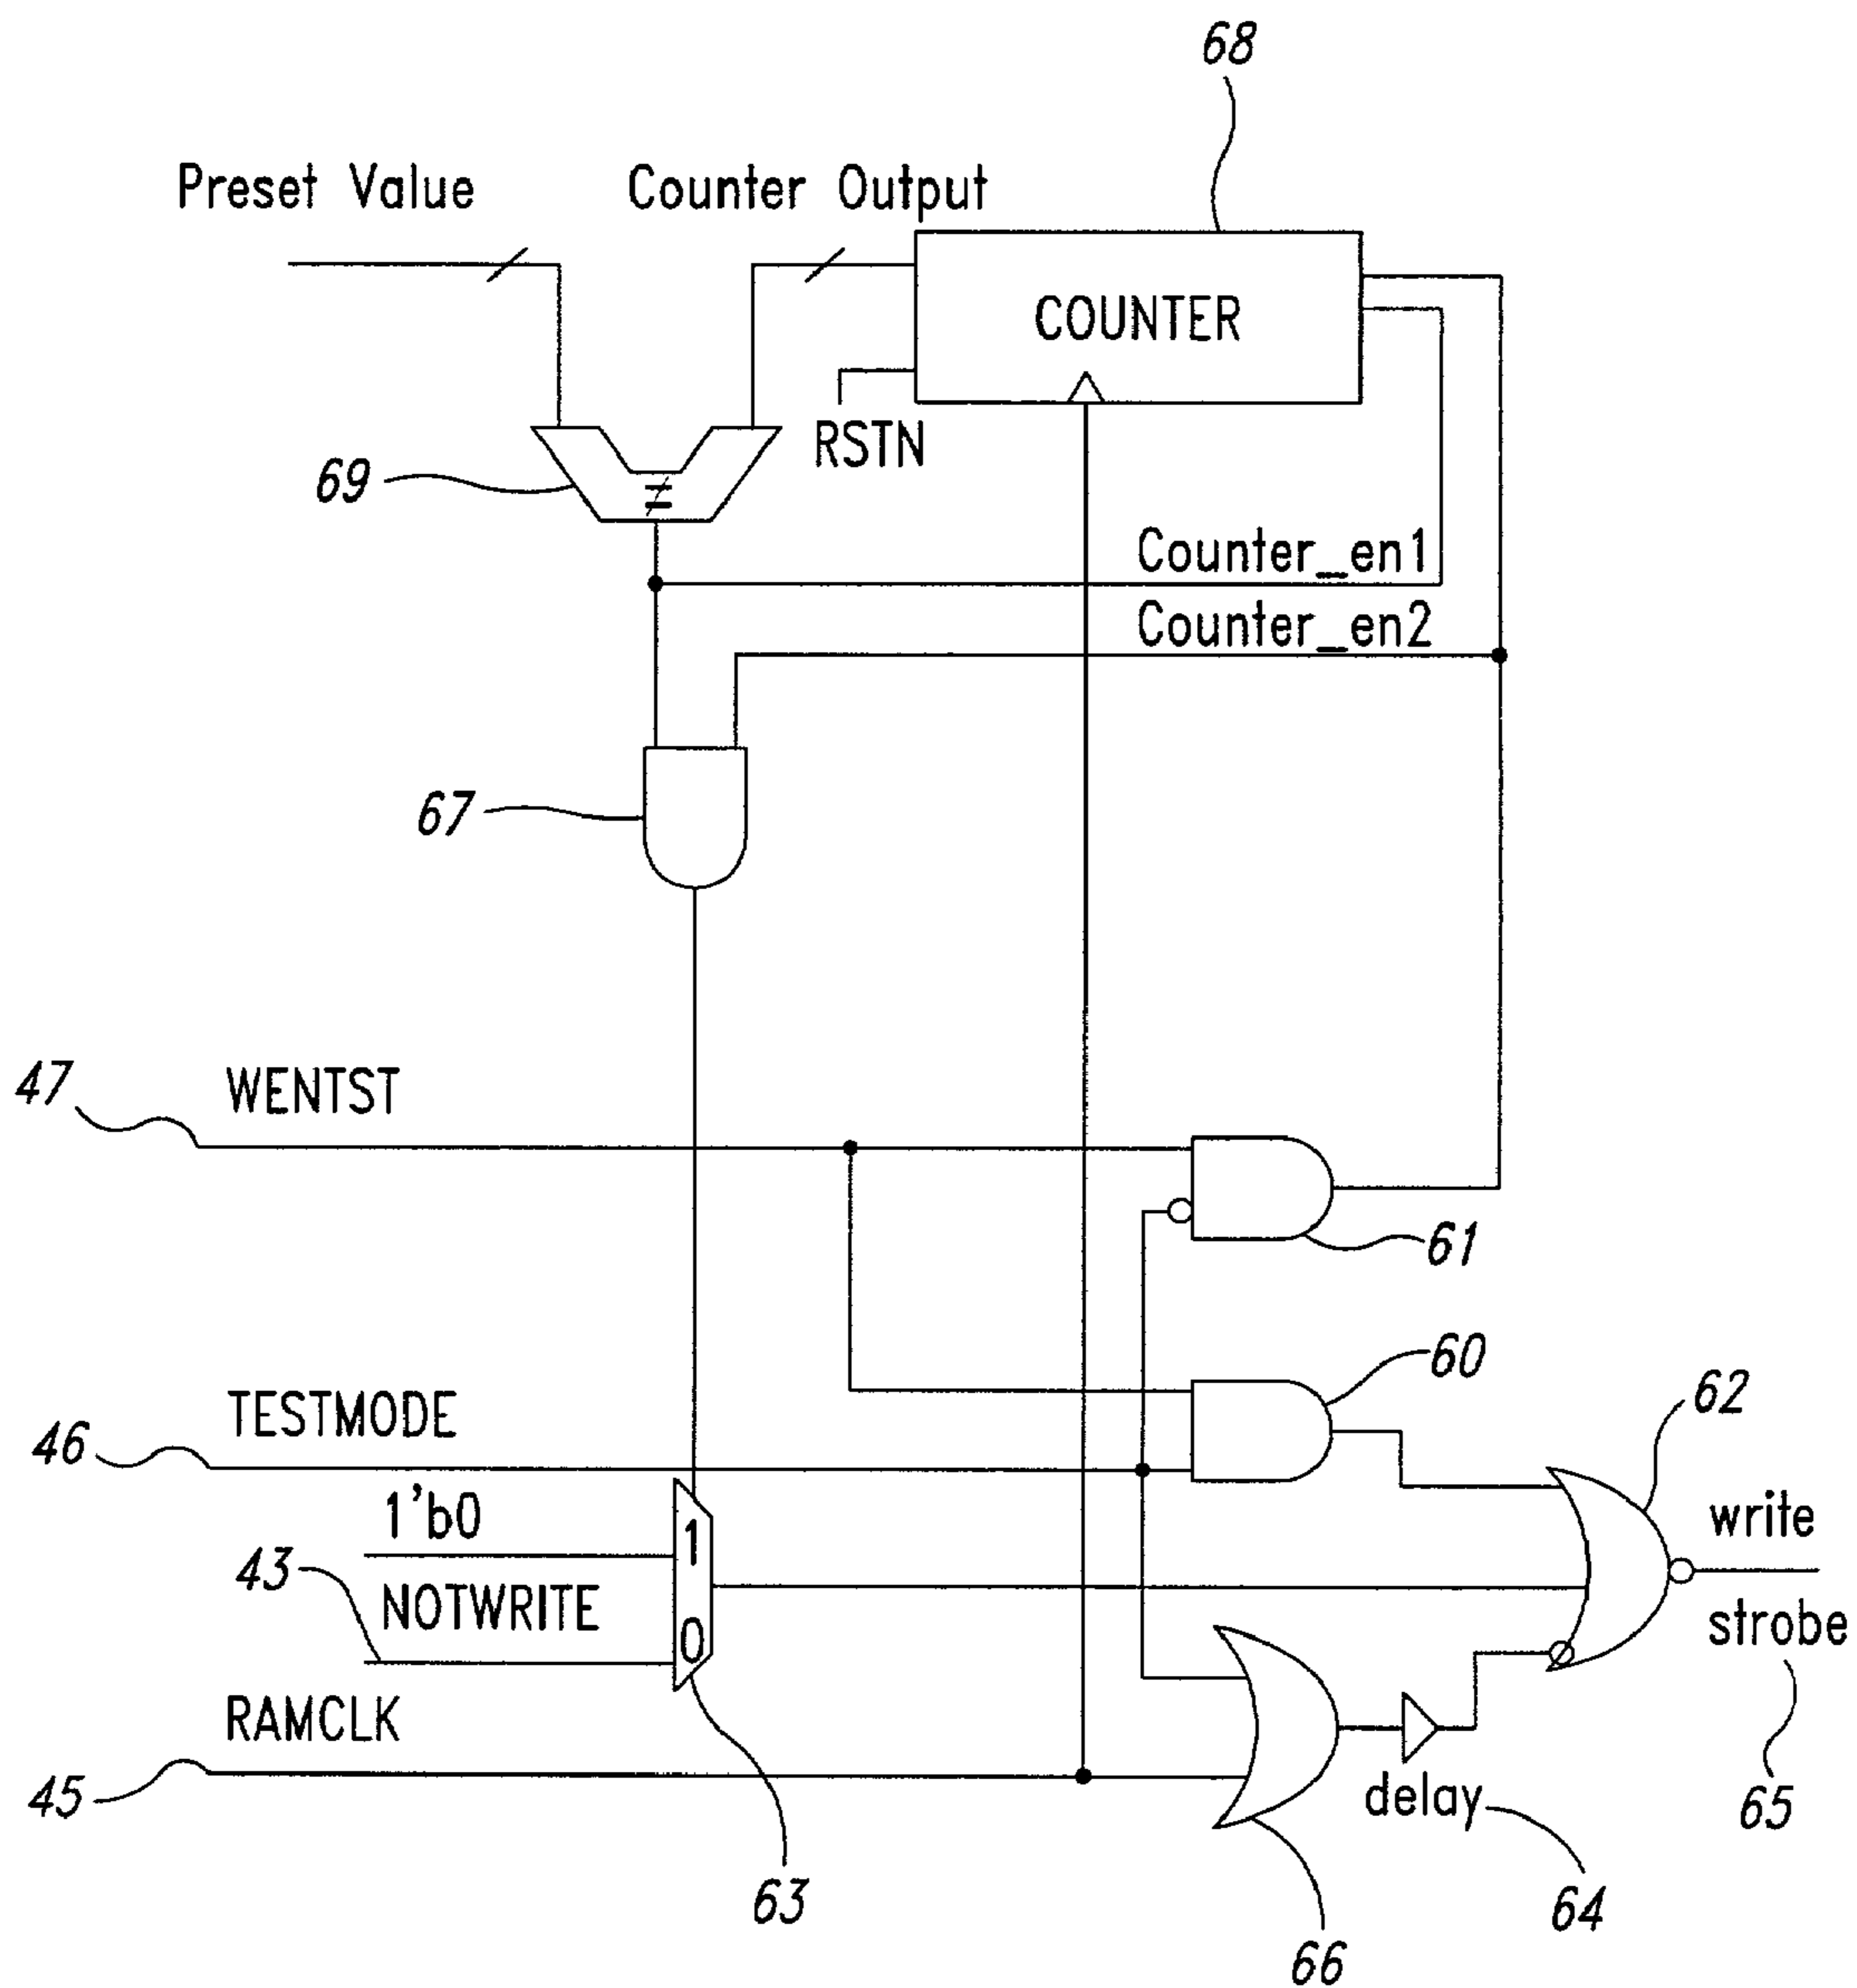 68
Preset Value
Counter Output
COUNTER
RSTN
69
≠
Counter_en1
Counter_en2
67
47
WENTST
61
60
62
TESTMODE
46
1'b0
1
write
43
NOTWRITE
0
strobe
RAMCLK
45
delay
65
63
64
66